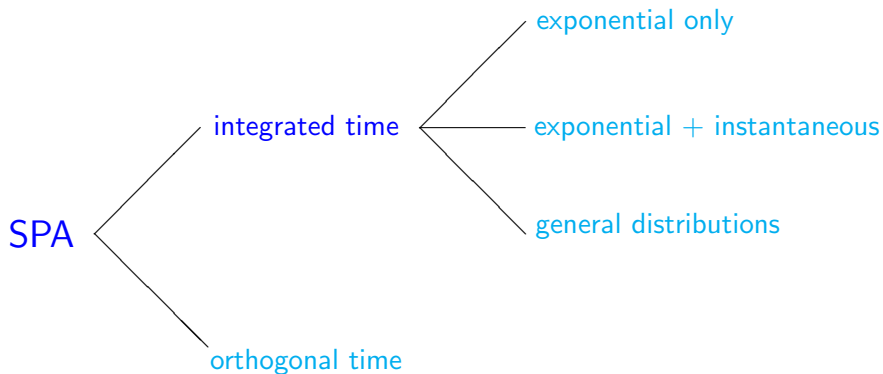 exponential only
integrated time
exponential + instantaneous
general distributions
SPA
orthogonal time